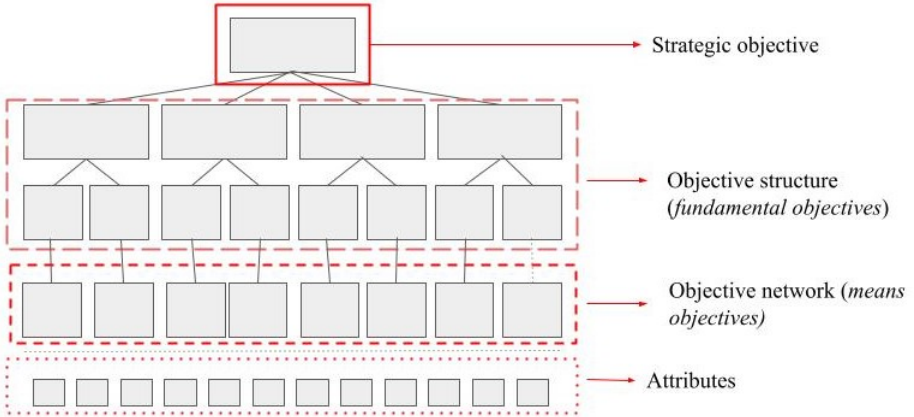 Strategic objective
Objective structure
(fundamental objectives)
Objective network (means
objectives)
Attributes